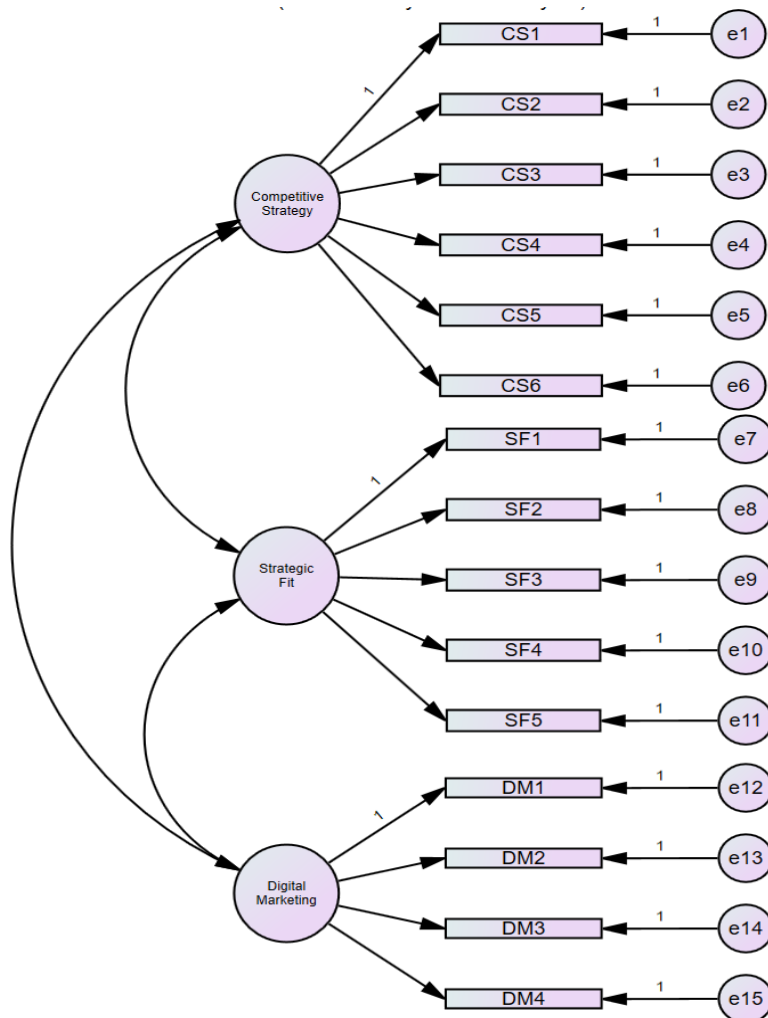 1
CS1
1
e1
CS2
1
e2
CS3
1
e3
Competitive
Strategy
CS4
1
e4
CS5
1
e5
CS6
1
e6
1
SF1
1
e7
SF2
1
e8
Strategic
Fit
SF3
1
e9
SF4
1
e10
SF5
1
e11
1
DM1
1
e12
DM2
1
e13
Digital
Marketing
DM3
1
e14
DM4
1
e15